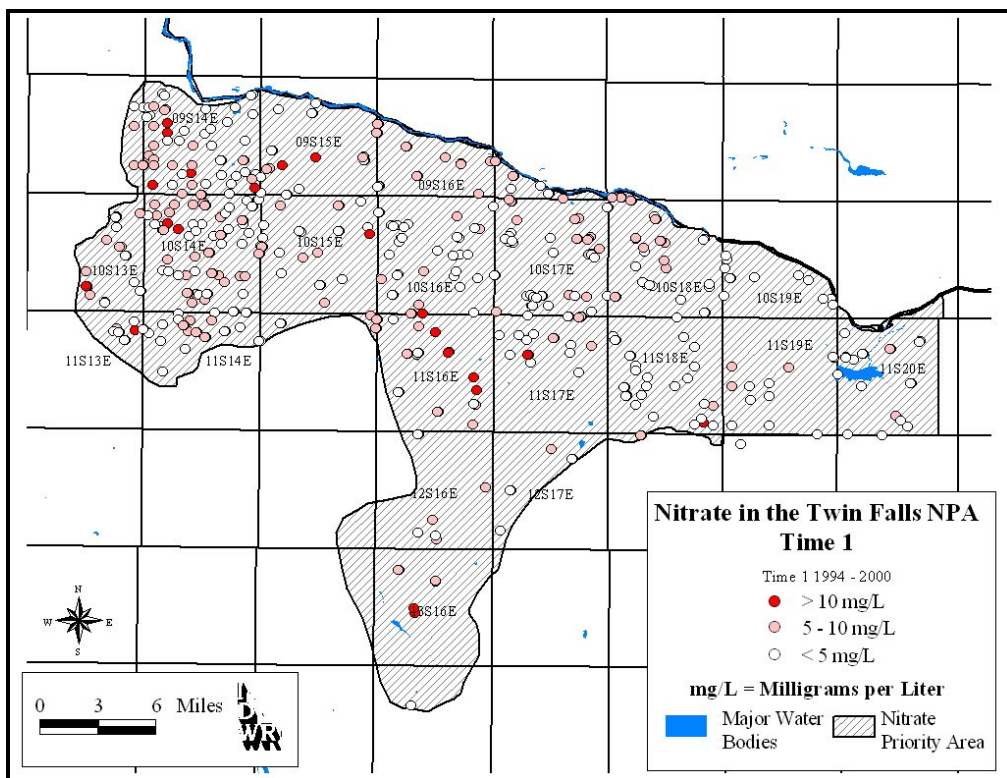 09S14E
09S15E
09S16E
10S14E
10S15E
10S13E
10S17E
10S16E
10S18E
10S19E
11S13E
11S14E
11S16E
11S17E
11S18E
11S19E
11S20E
12S16E
12S17E
13S16E
Nitrate in the Twin Falls NPA
Time 1
Time 1 1994 - 2000
> 10 mg/L
5 - 10 mg/L
< 5 mg/L
mg/L = Milligrams per Liter
Major Water
Bodies
Nitrate
Priority Area
N
W E
S
0 3 6 Miles
IDWR